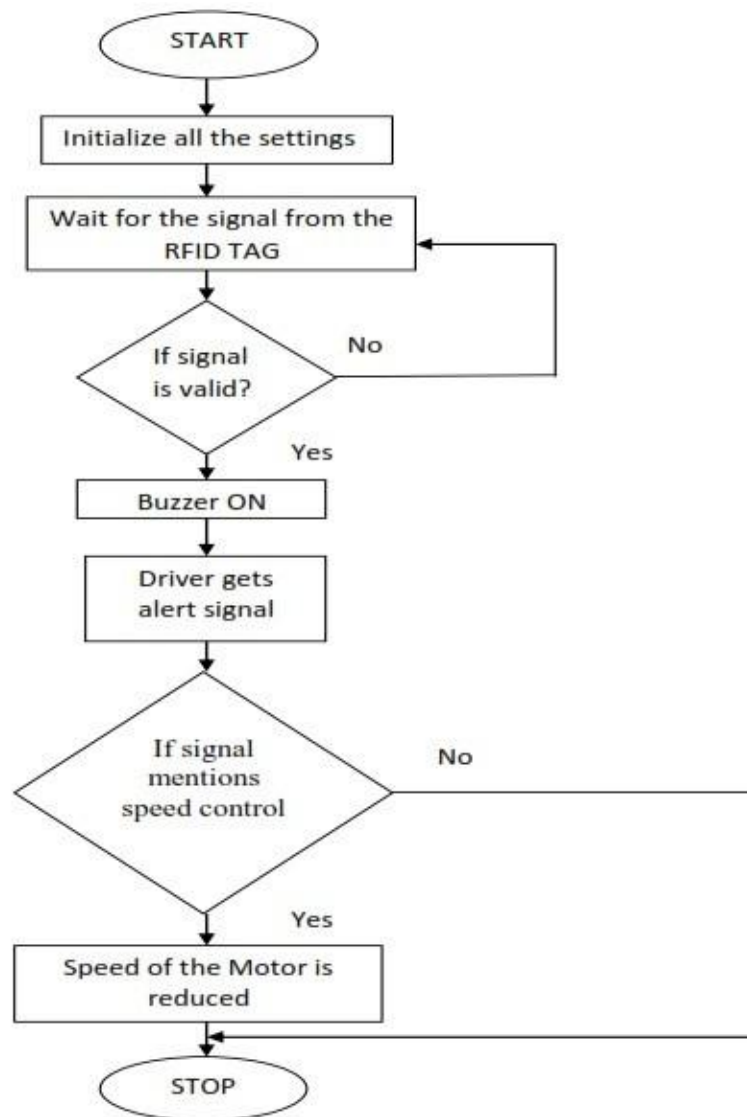 START
Initialize all the settings
Wait for the signal from the
RFID TAG
If signal
is valid?
No
Yes
Buzzer ON
Driver gets
alert signal
If signal
mentions
speed control
No
Yes
Speed of the Motor is
reduced
STOP